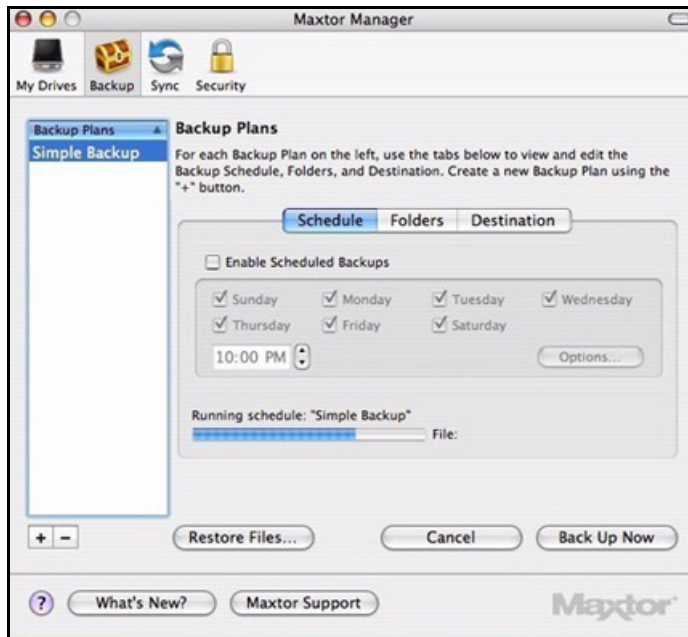 Maxtor Manager
My Drives Backup Sync Security
Backup Plans
Simple Backup
Backup Plans
For each Backup Plan on the left, use the tabs below to view and edit the
Backup Schedule, Folders, and Destination. Create a new Backup Plan using the
"+" button.
Schedule Folders Destination
Enable Scheduled Backups
Sunday Monday Tuesday Wednesday
Thursday Friday Saturday
10:00 PM Options...
Running schedule: "Simple Backup"
File:
+ − Restore Files... Cancel Back Up Now
? What's New? Maxtor Support Maxtor